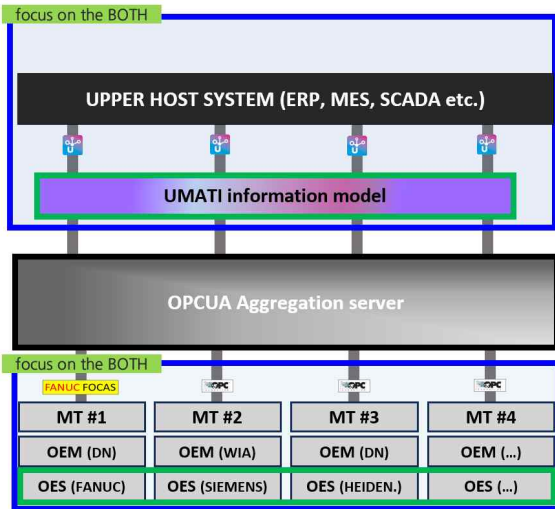 focus on the BOTH
UPPER HOST SYSTEM (ERP, MES, SCADA etc.)
UMATI information model
OPCUA Aggregation server
focus on the BOTH
FANUC FOCAS OPC OPC OPC
MT #1 MT #2 MT #3 MT #4
OEM (DN) OEM (WIA) OEM (DN) OEM (...)
OES (FANUC) OES (SIEMENS) OES (HEIDEN.) OES (...)